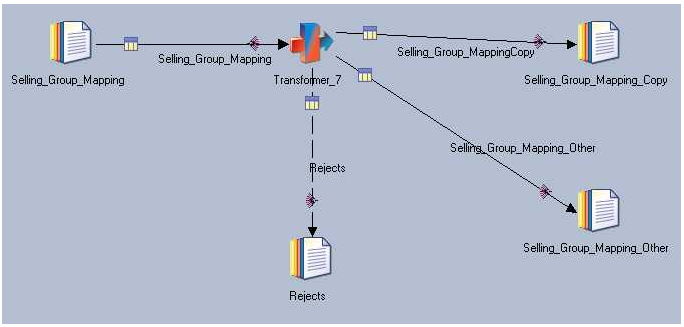 Selling_Group_MappingCopy
Selling_Group_Mapping
Selling_Group_Mapping
Transformer_7
Selling_Group_Mapping_Copy
Selling_Group_Mapping_Other
Rejects
Selling_Group_Mapping_Other
Rejects